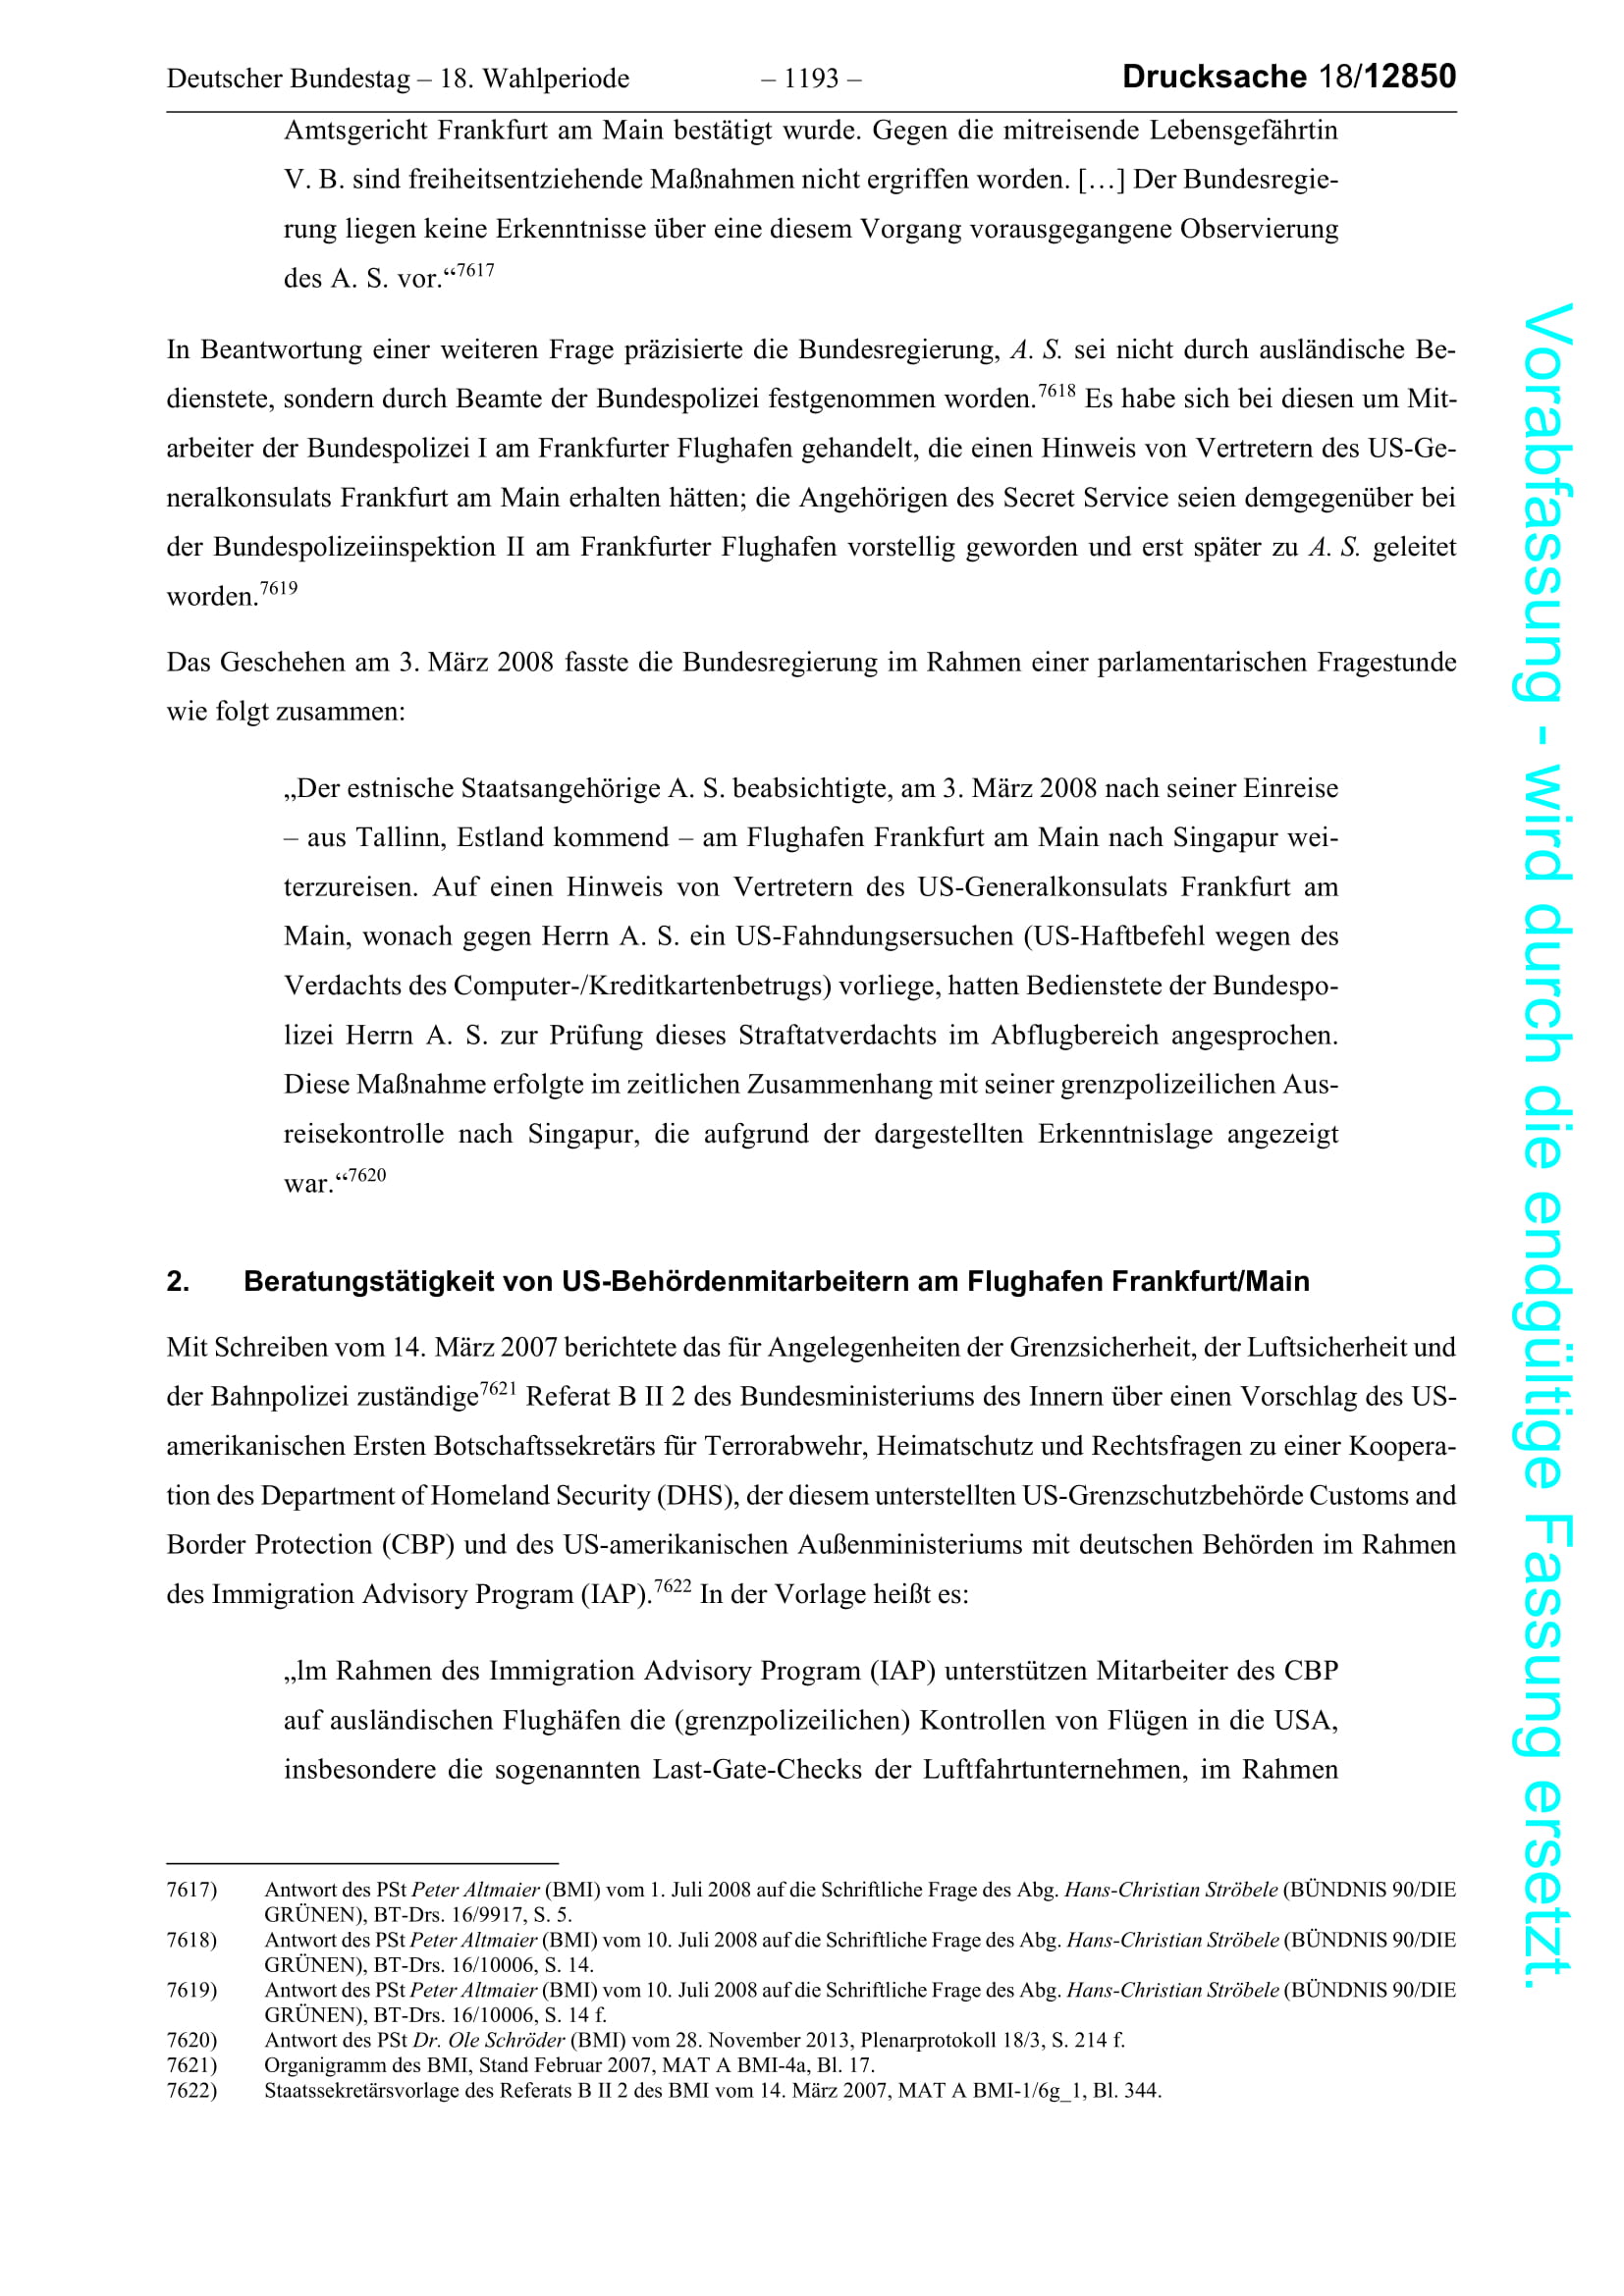 Deutscher Bundestag – 18. Wahlperiode – 1193 – Drucksache 18/12850
Amtsgericht Frankfurt am Main bestätigt wurde. Gegen die mitreisende Lebensgefährtin
V. B. sind freiheitsentziehende Maßnahmen nicht ergriffen worden. […] Der Bundesregie-
rung liegen keine Erkenntnisse über eine diesem Vorgang vorausgegangene Observierung
des A. S. vor.“7617
In Beantwortung einer weiteren Frage präzisierte die Bundesregierung, A. S. sei nicht durch ausländische Be-
dienstete, sondern durch Beamte der Bundespolizei festgenommen worden.7618 Es habe sich bei diesen um Mit-
arbeiter der Bundespolizei I am Frankfurter Flughafen gehandelt, die einen Hinweis von Vertretern des US-Ge-
neralkonsulats Frankfurt am Main erhalten hätten; die Angehörigen des Secret Service seien demgegenüber bei
der Bundespolizeiinspektion II am Frankfurter Flughafen vorstellig geworden und erst später zu A. S. geleitet
worden.7619
Das Geschehen am 3. März 2008 fasste die Bundesregierung im Rahmen einer parlamentarischen Fragestunde
wie folgt zusammen:
„Der estnische Staatsangehörige A. S. beabsichtigte, am 3. März 2008 nach seiner Einreise
– aus Tallinn, Estland kommend – am Flughafen Frankfurt am Main nach Singapur wei-
terzureisen. Auf einen Hinweis von Vertretern des US-Generalkonsulats Frankfurt am
Main, wonach gegen Herrn A. S. ein US-Fahndungsersuchen (US-Haftbefehl wegen des
Verdachts des Computer-/Kreditkartenbetrugs) vorliege, hatten Bedienstete der Bundespo-
lizei Herrn A. S. zur Prüfung dieses Straftatverdachts im Abflugbereich angesprochen.
Diese Maßnahme erfolgte im zeitlichen Zusammenhang mit seiner grenzpolizeilichen Aus-
reisekontrolle nach Singapur, die aufgrund der dargestellten Erkenntnislage angezeigt
war.“7620
2. Beratungstätigkeit von US-Behördenmitarbeitern am Flughafen Frankfurt/Main
Mit Schreiben vom 14. März 2007 berichtete das für Angelegenheiten der Grenzsicherheit, der Luftsicherheit und
der Bahnpolizei zuständige7621 Referat B II 2 des Bundesministeriums des Innern über einen Vorschlag des US-
amerikanischen Ersten Botschaftssekretärs für Terrorabwehr, Heimatschutz und Rechtsfragen zu einer Koopera-
tion des Department of Homeland Security (DHS), der diesem unterstellten US-Grenzschutzbehörde Customs and
Border Protection (CBP) und des US-amerikanischen Außenministeriums mit deutschen Behörden im Rahmen
des Immigration Advisory Program (IAP).7622 In der Vorlage heißt es:
„lm Rahmen des Immigration Advisory Program (IAP) unterstützen Mitarbeiter des CBP
auf ausländischen Flughäfen die (grenzpolizeilichen) Kontrollen von Flügen in die USA,
insbesondere die sogenannten Last-Gate-Checks der Luftfahrtunternehmen, im Rahmen
7617) Antwort des PSt Peter Altmaier (BMI) vom 1. Juli 2008 auf die Schriftliche Frage des Abg. Hans-Christian Ströbele (BÜNDNIS 90/DIE
GRÜNEN), BT-Drs. 16/9917, S. 5.
7618) Antwort des PSt Peter Altmaier (BMI) vom 10. Juli 2008 auf die Schriftliche Frage des Abg. Hans-Christian Ströbele (BÜNDNIS 90/DIE
GRÜNEN), BT-Drs. 16/10006, S. 14.
7619) Antwort des PSt Peter Altmaier (BMI) vom 10. Juli 2008 auf die Schriftliche Frage des Abg. Hans-Christian Ströbele (BÜNDNIS 90/DIE
GRÜNEN), BT-Drs. 16/10006, S. 14 f.
7620) Antwort des PSt Dr. Ole Schröder (BMI) vom 28. November 2013, Plenarprotokoll 18/3, S. 214 f.
7621) Organigramm des BMI, Stand Februar 2007, MAT A BMI-4a, Bl. 17.
7622) Staatssekretärsvorlage des Referats B II 2 des BMI vom 14. März 2007, MAT A BMI-1/6g_1, Bl. 344.
Vorabfassung - wird durch die endgültige Fassung ersetzt.